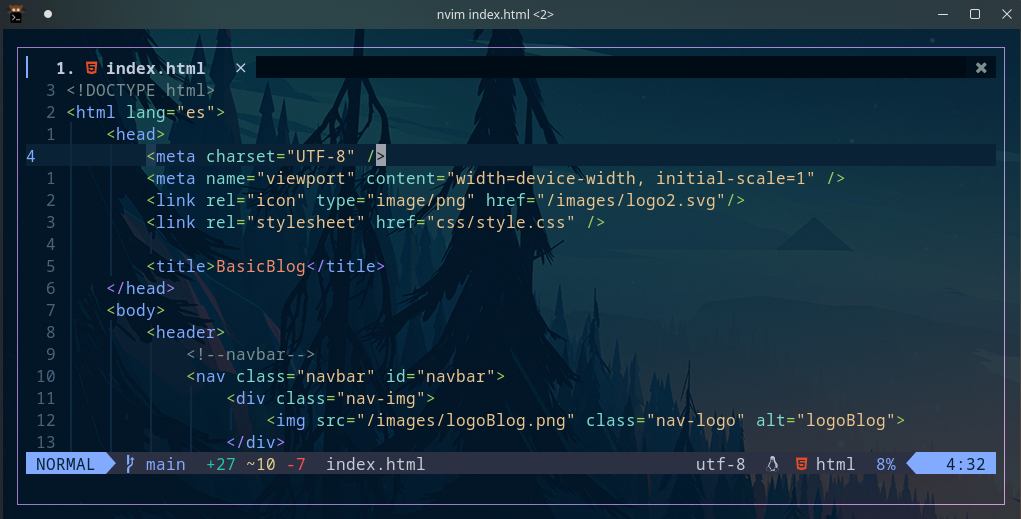 nvim index.html <2>
1. index.html ×
3 <!DOCTYPE html>
2 <html lang="es">
1 <head>
4 <meta charset="UTF-8" />
1 <meta name="viewport" content="width=device-width, initial-scale=1" />
2 <link rel="icon" type="image/png" href="/images/logo2.svg"/>
3 <link rel="stylesheet" href="css/style.css" />
4
5 <title>BasicBlog</title>
6 </head>
7 <body>
8 <header>
9 <!--navbar-->
10 <nav class="navbar" id="navbar">
11 <div class="nav-img">
12 <img src="/images/logoBlog.png" class="nav-logo" alt="logoBlog">
13 </div>
NORMAL main +27 ~10 -7 index.html utf-8 html 8% 4:32